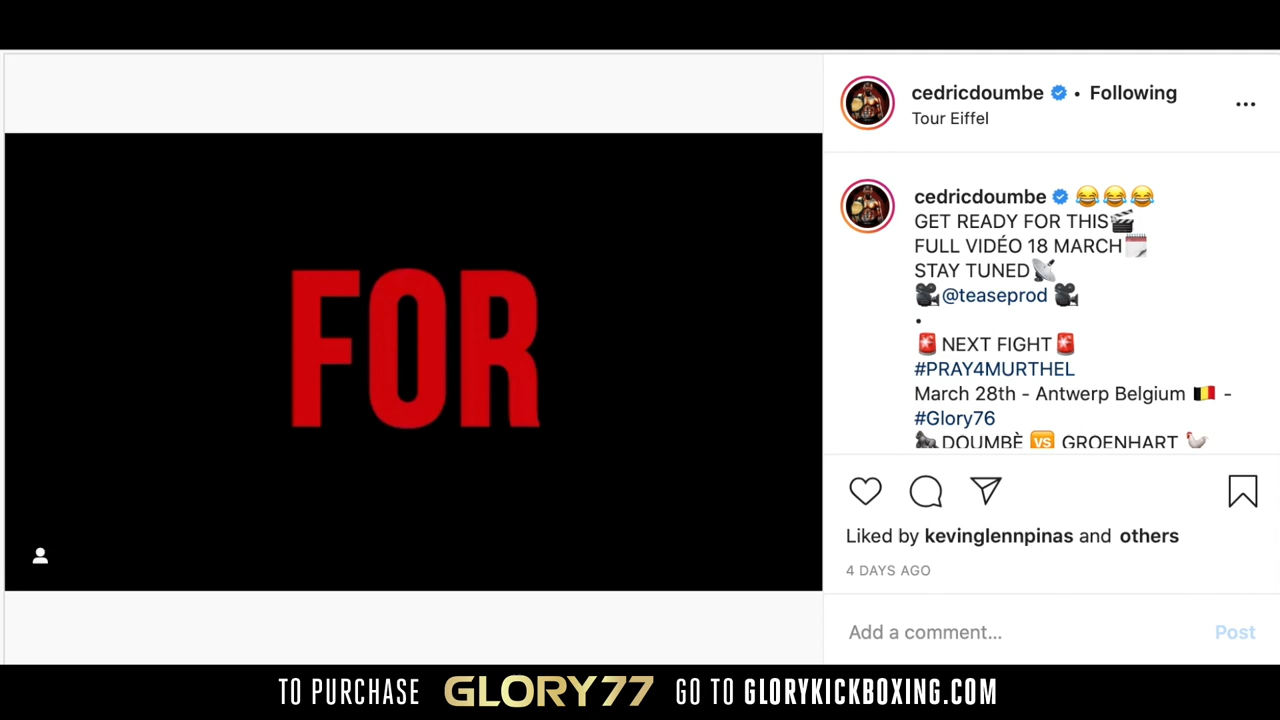 FOR
cedricdoumbe • Following
Tour Eiffel
...
cedricdoumbe 😂😂😂
GET READY FOR THIS🎬
FULL VIDÉO 18 MARCH📅
STAY TUNED📡
🎥@teaseprod 🎥
•
🚨NEXT FIGHT🚨
#PRAY4MURTHEL
March 28th - Antwerp Belgium 🇧🇪 -
#Glory76
🦍DOUMBÈ 🆚 GROENHART 🐔
Liked by kevinglennpinas and others
4 DAYS AGO
Add a comment... Post
TO PURCHASE GLORY77 GO TO GLORYKICKBOXING.COM